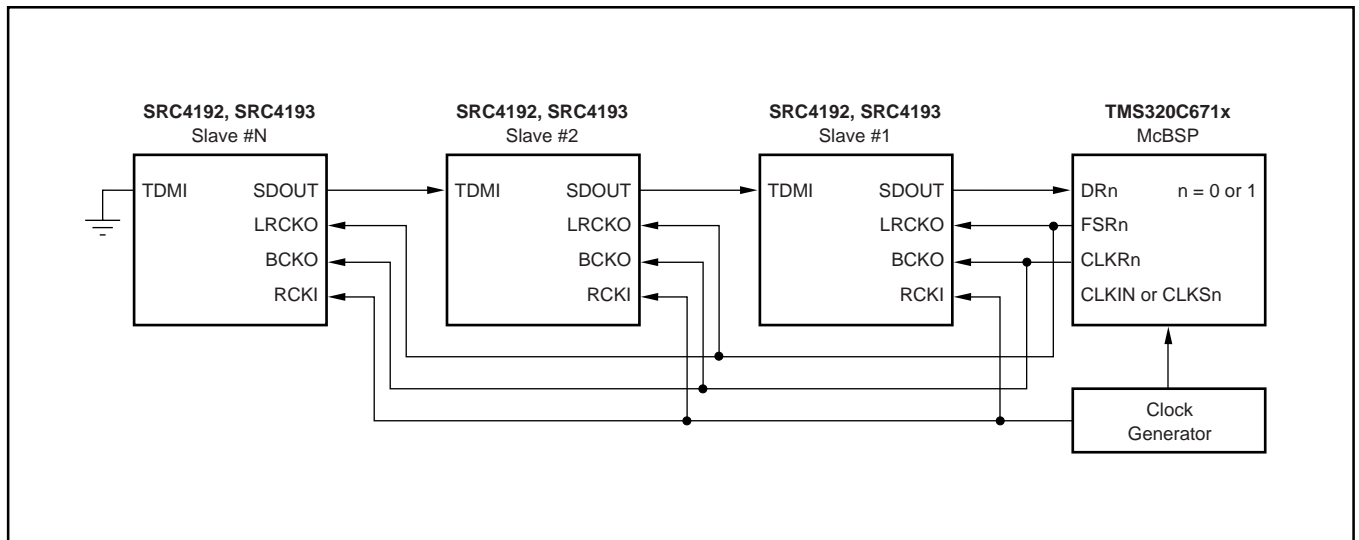 SRC4192, SRC4193
Slave #N
TDMI
SDOUT
LRCKO
BCKO
RCKI
SRC4192, SRC4193
Slave #2
TDMI
SDOUT
LRCKO
BCKO
RCKI
SRC4192, SRC4193
Slave #1
TDMI
SDOUT
LRCKO
BCKO
RCKI
TMS320C671x
McBSP
DRn
n = 0 or 1
FSRn
CLKRn
CLKIN or CLKSn
Clock
Generator